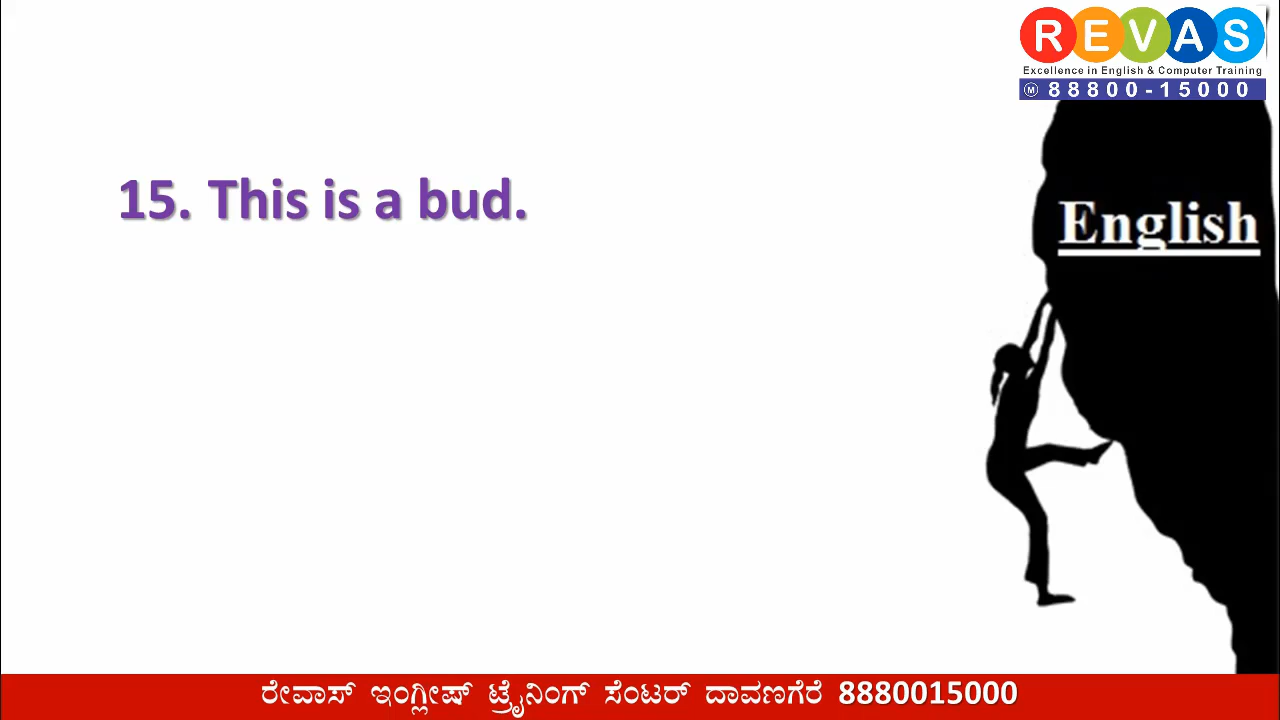 REVAS
Excellence in English & Computer Training
M 88800-15000
15. This is a bud.
English
ರೇವಾಸ್ ಇಂಗ್ಲೀಷ್ ಟ್ರೈನಿಂಗ್ ಸೆಂಟರ್ ದಾವಣಗೆರೆ 8880015000